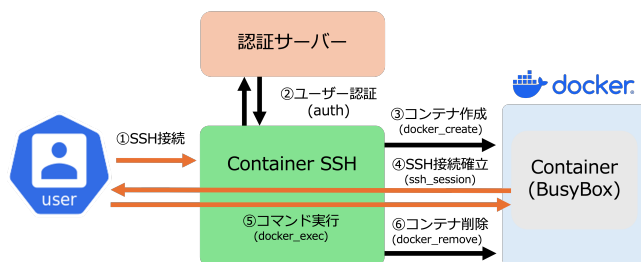 認証サーバー
②ユーザー認証
(auth)
docker
③コンテナ作成
(docker_create)
①SSH接続
Container SSH
④SSH接続確立
(ssh_session)
Container
(BusyBox)
user
⑤コマンド実行
(docker_exec)
⑥コンテナ削除
(docker_remove)